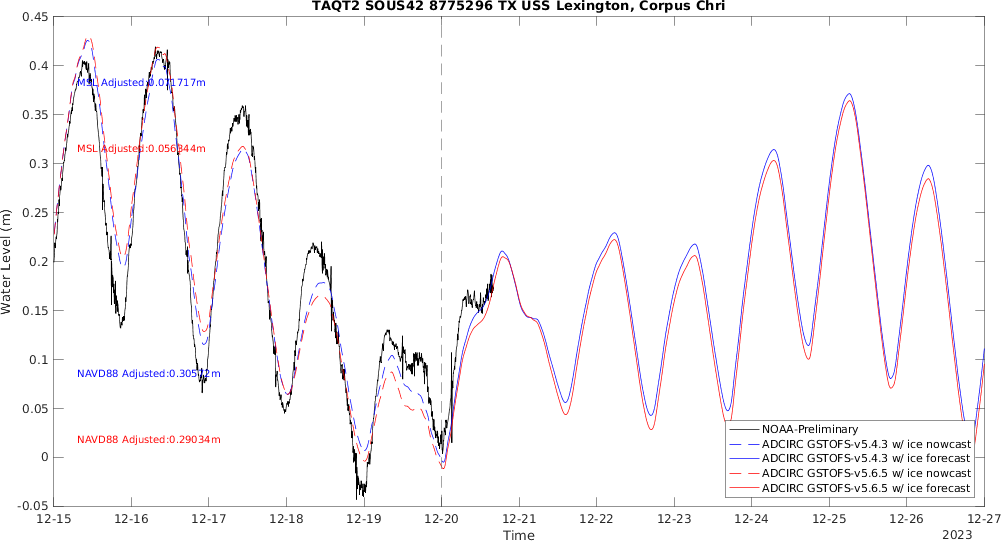 TAQT2 SOUS42 8775296 TX USS Lexington, Corpus Chri
0.45
0.4
0.35
0.3
0.25
0.2
0.15
0.1
0.05
0
-0.05
Water Level (m)
MSL Adjusted:0.071717m
MSL Adjusted:0.056344m
NAVD88 Adjusted:0.30512m
NAVD88 Adjusted:0.29034m
NOAA-Preliminary
ADCIRC GSTOFS-v5.4.3 w/ ice nowcast
ADCIRC GSTOFS-v5.4.3 w/ ice forecast
ADCIRC GSTOFS-v5.6.5 w/ ice nowcast
ADCIRC GSTOFS-v5.6.5 w/ ice forecast
12-15 12-16 12-17 12-18 12-19 12-20 12-21 12-22 12-23 12-24 12-25 12-26 12-27
Time
2023